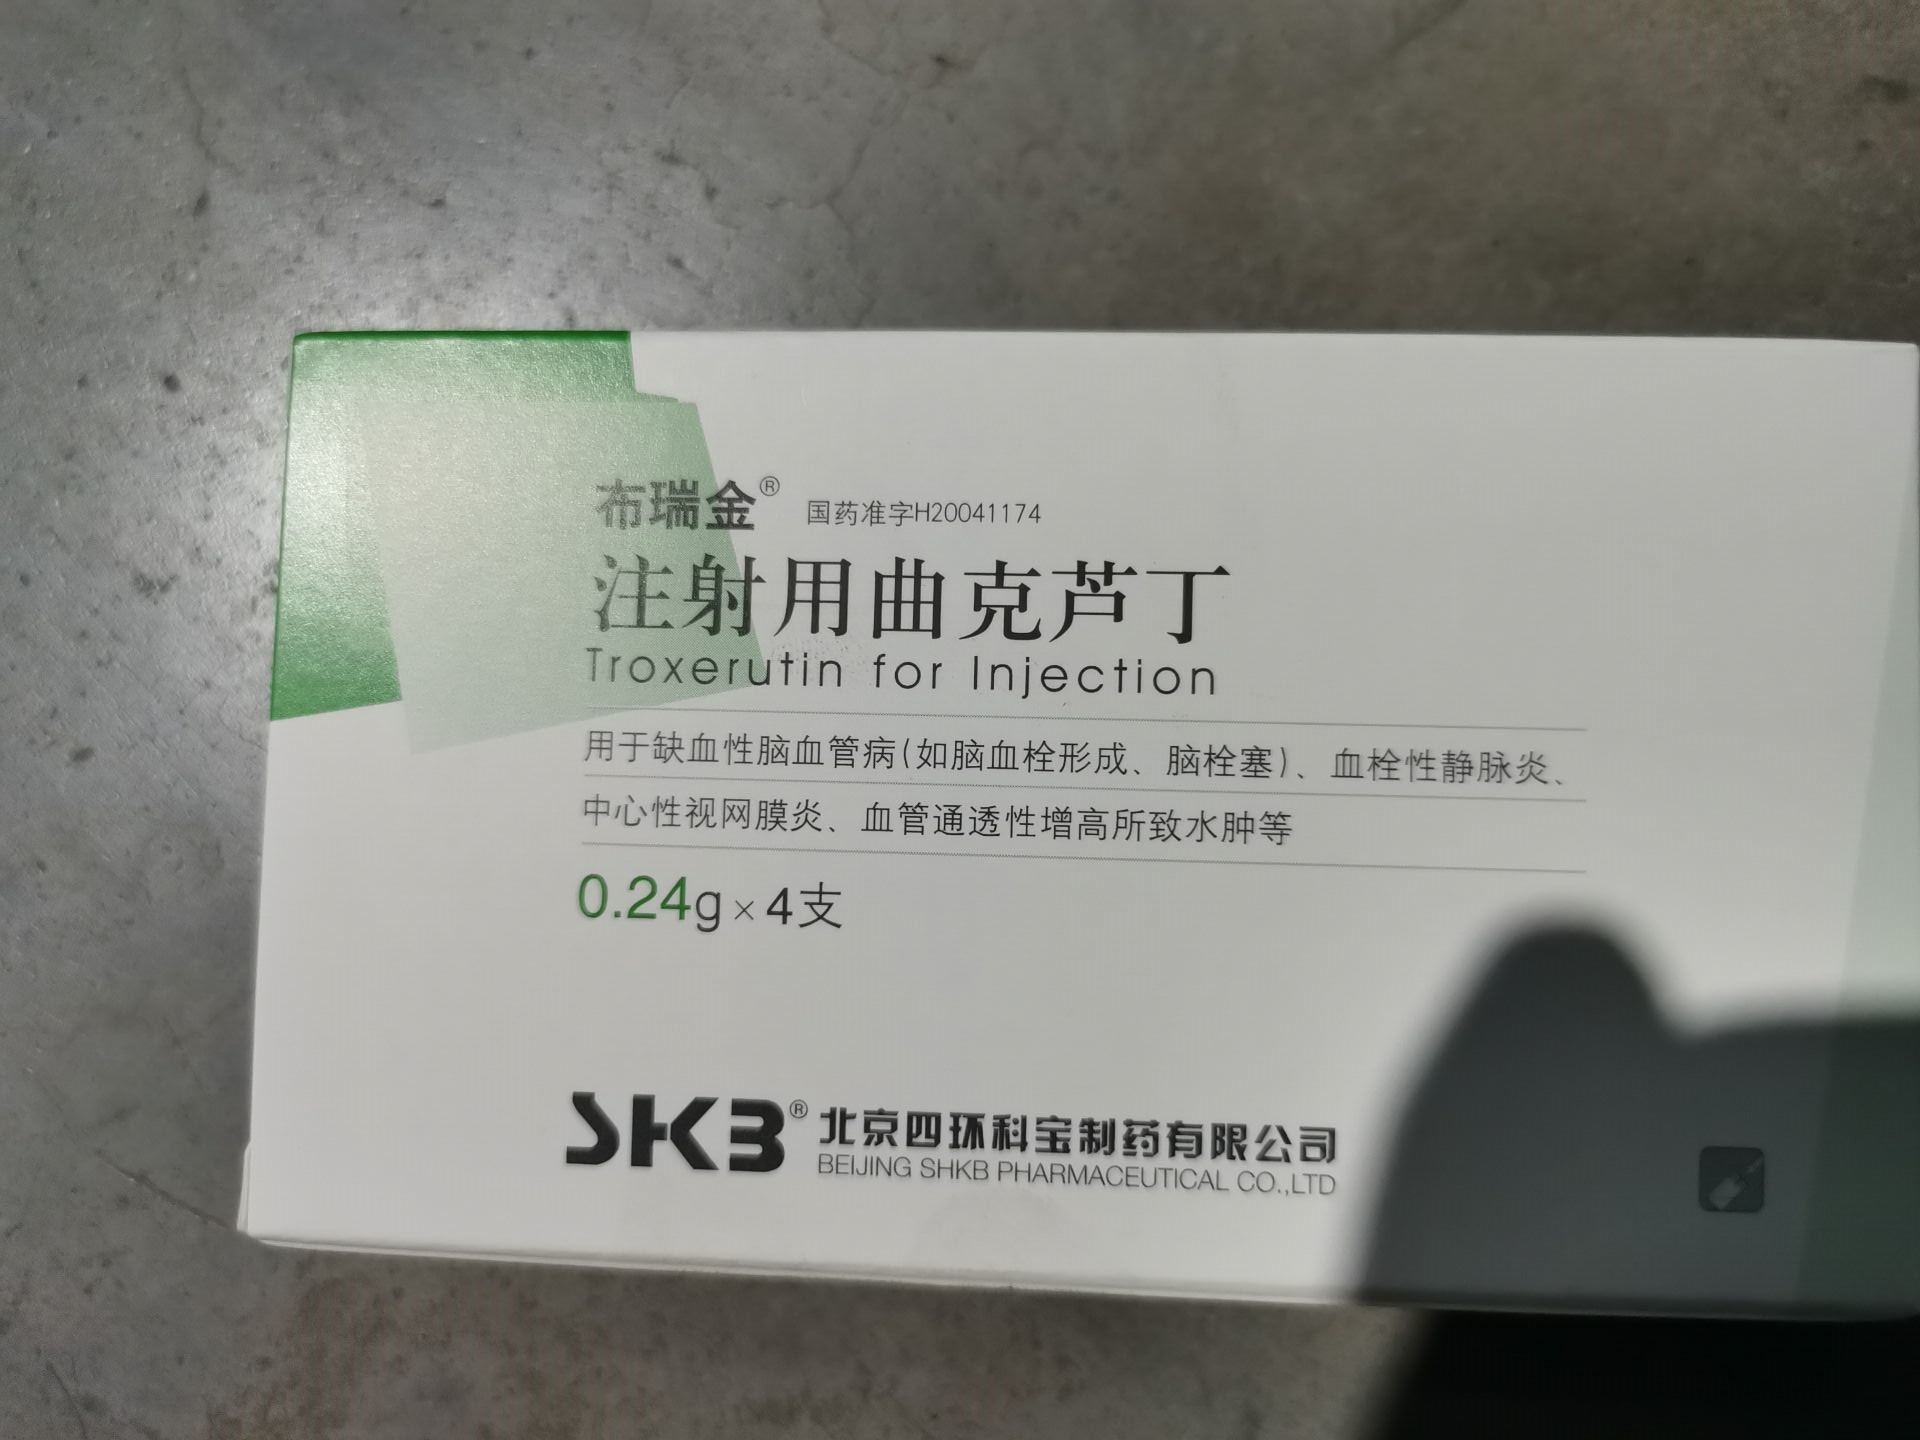 布瑞金® 国药准字H20041174
注射用曲克芦丁
Troxerutin for Injection
用于缺血性脑血管病(如脑血栓形成、脑栓塞)、血栓性静脉炎、
中心性视网膜炎、血管通透性增高所致水肿等
0.24g×4支
SKB® 北京四环科宝制药有限公司
BEIJING SHKB PHARMACEUTICAL CO.,LTD